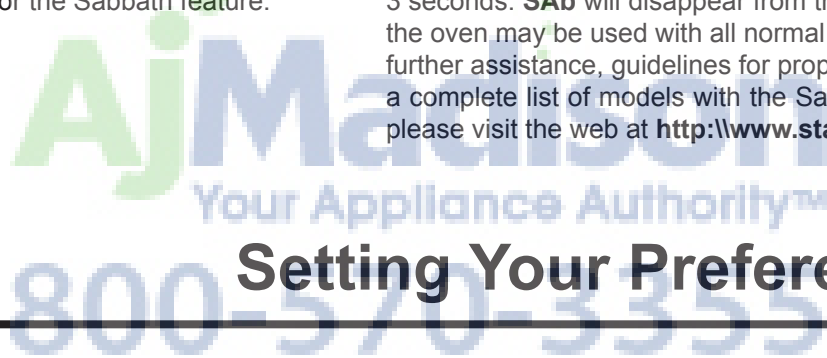 or the Sabbath feature.
3 seconds. SAb will disappear from th
the oven may be used with all normal
further assistance, guidelines for prop
a complete list of models with the Sa
please visit the web at http:\\www.sta
AjMadison
Your Appliance Authority™
Setting Your Prefere
800-570-3355